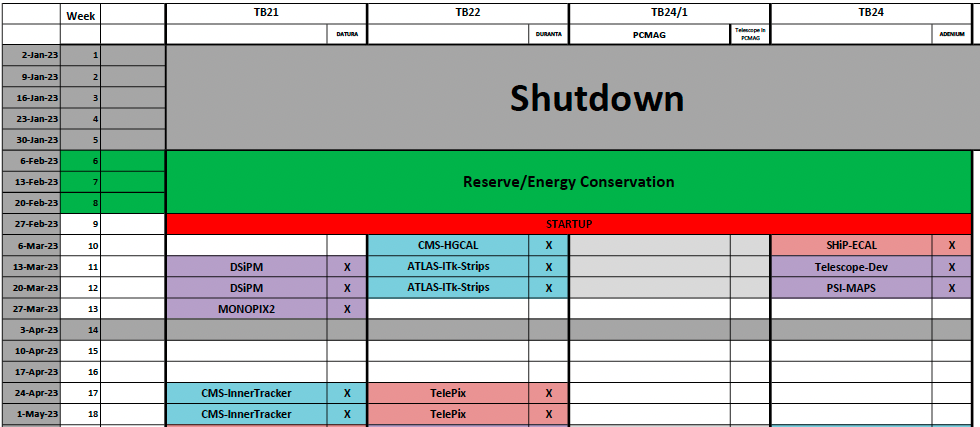 Week TB21 TB22 TB24/1 TB24
DATURA DURANTA PCMAG Telescope in PCMAG ADENIUM
2-Jan-23 1
9-Jan-23 2
16-Jan-23 3
23-Jan-23 4
30-Jan-23 5
Shutdown
6-Feb-23 6
13-Feb-23 7 Reserve/Energy Conservation
20-Feb-23 8
27-Feb-23 9 STARTUP
6-Mar-23 10 CMS-HGCAL X SHiP-ECAL X
13-Mar-23 11 DSiPM X ATLAS-ITk-Strips X Telescope-Dev X
20-Mar-23 12 DSiPM X ATLAS-ITk-Strips X PSI-MAPS X
27-Mar-23 13 MONOPIX2 X
3-Apr-23 14
10-Apr-23 15
17-Apr-23 16
24-Apr-23 17 CMS-InnerTracker X TelePix X
1-May-23 18 CMS-InnerTracker X TelePix X